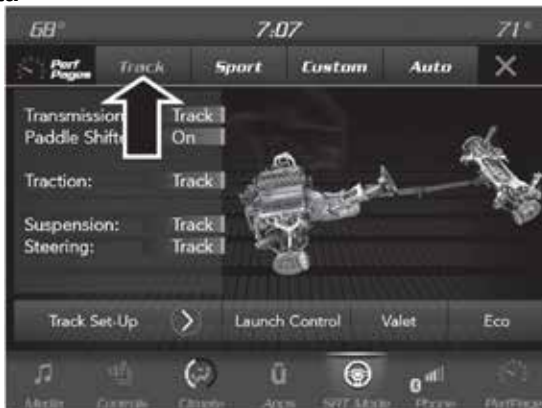 68° 7:07 71°
Perf Pages Track Sport Custom Auto X
Transmission Track
Paddle Shifte On
Traction: Track
Suspension: Track
Steering: Track
Track Set-Up Launch Control Valet Eco
Media Controls Climate Apps SRT Mode Phone